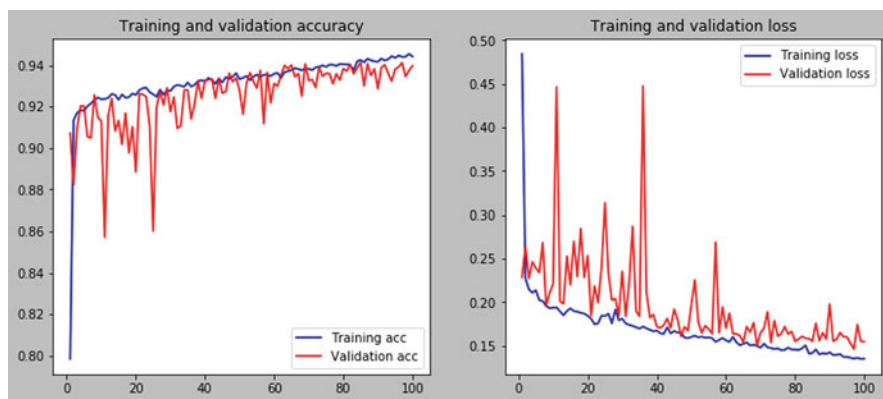 Training and validation accuracy
0.94
0.92
0.90
0.88
0.86
0.84
0.82
0.80
Training acc
Validation acc
0 20 40 60 80 100
Training and validation loss
0.50
0.45
0.40
0.35
0.30
0.25
0.20
0.15
Training loss
Validation loss
0 20 40 60 80 100